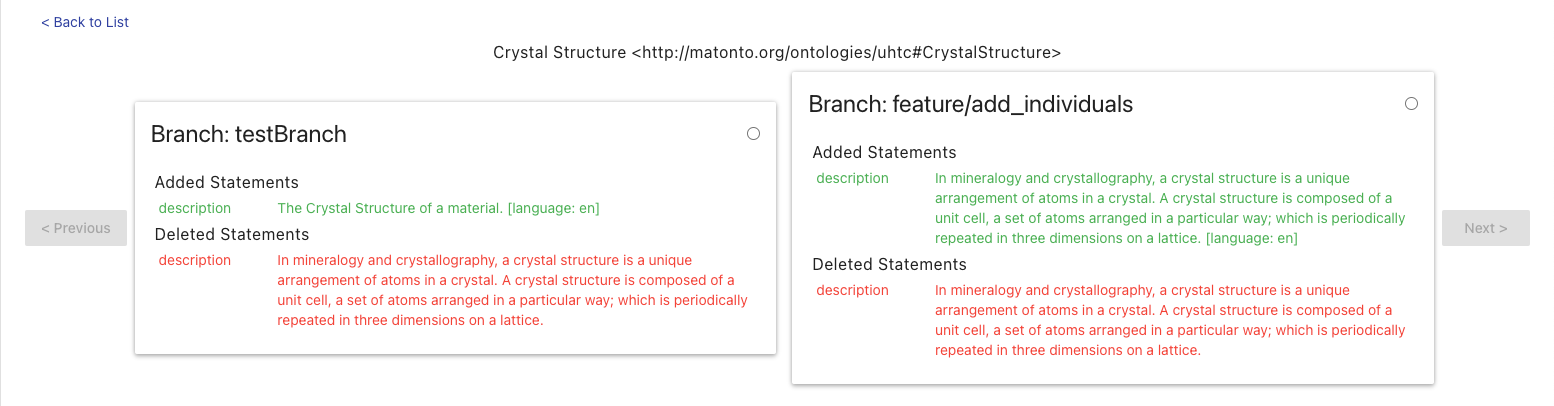 < Back to List
Crystal Structure <http://matonto.org/ontologies/uhtc#CrystalStructure>
< Previous
Branch: testBranch
Added Statements
description The Crystal Structure of a material. [language: en]
Deleted Statements
description In mineralogy and crystallography, a crystal structure is a unique
arrangement of atoms in a crystal. A crystal structure is composed of a
unit cell, a set of atoms arranged in a particular way; which is periodically
repeated in three dimensions on a lattice.
Branch: feature/add_individuals
Added Statements
description In mineralogy and crystallography, a crystal structure is a unique
arrangement of atoms in a crystal. A crystal structure is composed of a
unit cell, a set of atoms arranged in a particular way; which is periodically
repeated in three dimensions on a lattice. [language: en]
Deleted Statements
description In mineralogy and crystallography, a crystal structure is a unique
arrangement of atoms in a crystal. A crystal structure is composed of a
unit cell, a set of atoms arranged in a particular way; which is periodically
repeated in three dimensions on a lattice.
Next >